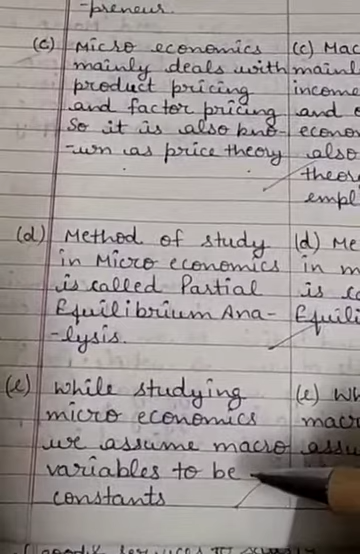 -preneur.
(c) Micro economics (c) Mac
mainly deals with mainl
product pricing income
and factor pricing and
So it is also kno- econo
-wn as price theory also
theor
empl
(d) Method of study (d) Me
in Micro economics in m
is called Partial is c
Equilibrium Ana- Equili
-lysis.
(e) While studying (e) Wh
micro economics macr
we assume macro assu
variables to be
constants